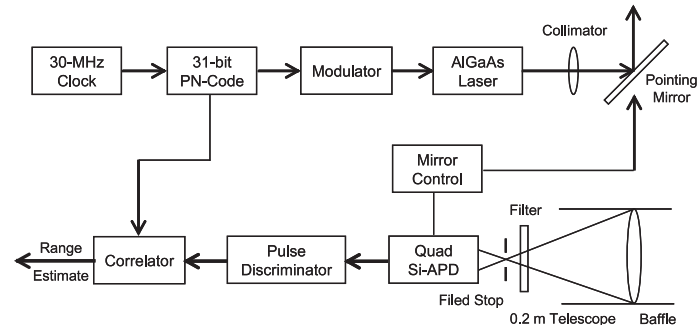 Collimator
30-MHz
Clock
31-bit
PN-Code
Modulator
AlGaAs
Laser
Pointing
Mirror
Mirror
Control
Filter
Range
Estimate
Correlator
Pulse
Discriminator
Quad
Si-APD
Filed Stop
0.2 m Telescope
Baffle